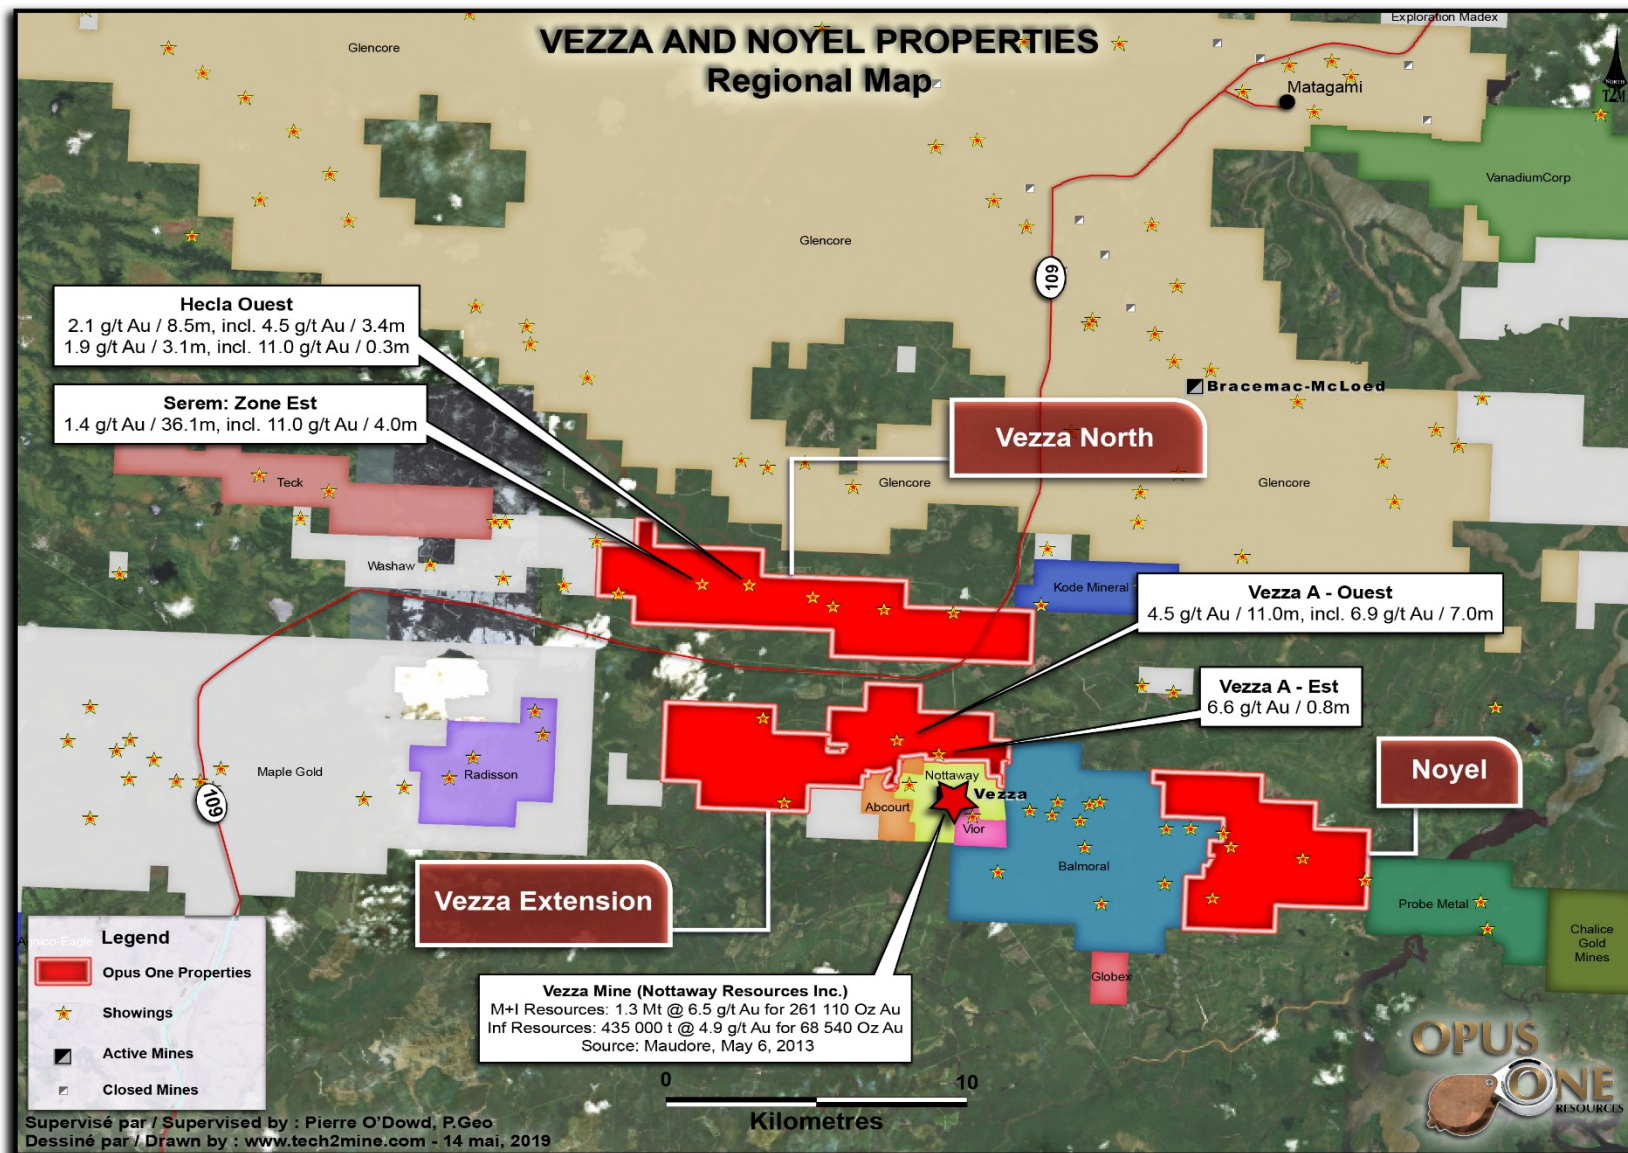 VEZZA AND NOYEL PROPERTIES
Regional Map
Exploration Madex
Glencore
NORTH
T2M
Matagami
VanadiumCorp
Glencore
109
Hecla Ouest
2.1 g/t Au / 8.5m, incl. 4.5 g/t Au / 3.4m
1.9 g/t Au / 3.1m, incl. 11.0 g/t Au / 0.3m
Bracemac-McLoed
Serem: Zone Est
1.4 g/t Au / 36.1m, incl. 11.0 g/t Au / 4.0m
Vezza North
Teck
Glencore
Glencore
Washaw
Kode Mineral
Vezza A - Ouest
4.5 g/t Au / 11.0m, incl. 6.9 g/t Au / 7.0m
Vezza A - Est
6.6 g/t Au / 0.8m
Maple Gold
Radisson
109
Nottaway
Vezza
Abcourt
Vior
Noyel
Balmoral
Vezza Extension
Probe Metal
Chalice
Gold
Mines
Globex
Agnico-Eagle
Legend
Opus One Properties
Showings
Active Mines
Closed Mines
Vezza Mine (Nottaway Resources Inc.)
M+I Resources: 1.3 Mt @ 6.5 g/t Au for 261 110 Oz Au
Inf Resources: 435 000 t @ 4.9 g/t Au for 68 540 Oz Au
Source: Maudore, May 6, 2013
0 10
Kilometres
OPUS
ONE
RESOURCES
Supervisé par / Supervised by : Pierre O'Dowd, P.Geo
Dessiné par / Drawn by : www.tech2mine.com - 14 mai, 2019